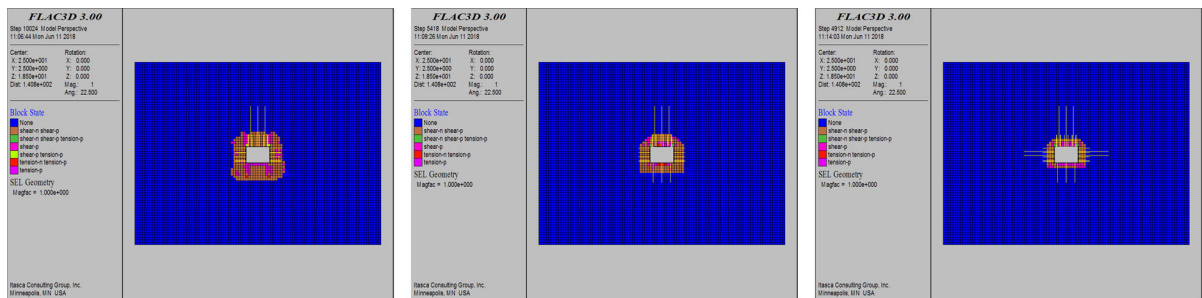 FLAC3D 3.00
Step 10024 Model Perspective
11:06:44 Mon Jun 11 2018
Center: Rotation:
X: 2.500e+001 X: 0.000
Y: 2.500e+000 Y: 0.000
Z: 1.850e+001 Z: 0.000
Dist: 1.408e+002 Mag.: 1
Ang.: 22.500
Block State
None
shear-n shear-p
shear-n shear-p tension-p
shear-p
shear-p tension-p
tension-n tension-p
tension-p
SEL Geometry
Magfac = 1.000e+000
Itasca Consulting Group, Inc.
Minneapolis, MN USA
FLAC3D 3.00
Step 5418 Model Perspective
11:09:26 Mon Jun 11 2018
Center: Rotation:
X: 2.500e+001 X: 0.000
Y: 2.500e+000 Y: 0.000
Z: 1.850e+001 Z: 0.000
Dist: 1.408e+002 Mag.: 1
Ang.: 22.500
Block State
None
shear-n shear-p
shear-n shear-p tension-p
shear-p
shear-p tension-p
tension-n tension-p
tension-p
SEL Geometry
Magfac = 1.000e+000
Itasca Consulting Group, Inc.
Minneapolis, MN USA
FLAC3D 3.00
Step 4912 Model Perspective
11:14:03 Mon Jun 11 2018
Center: Rotation:
X: 2.500e+001 X: 0.000
Y: 2.500e+000 Y: 0.000
Z: 1.850e+001 Z: 0.000
Dist: 1.408e+002 Mag.: 1
Ang.: 22.500
Block State
None
shear-n shear-p
shear-n shear-p tension-p
shear-p
shear-p tension-p
tension-n tension-p
tension-p
SEL Geometry
Magfac = 1.000e+000
Itasca Consulting Group, Inc.
Minneapolis, MN USA